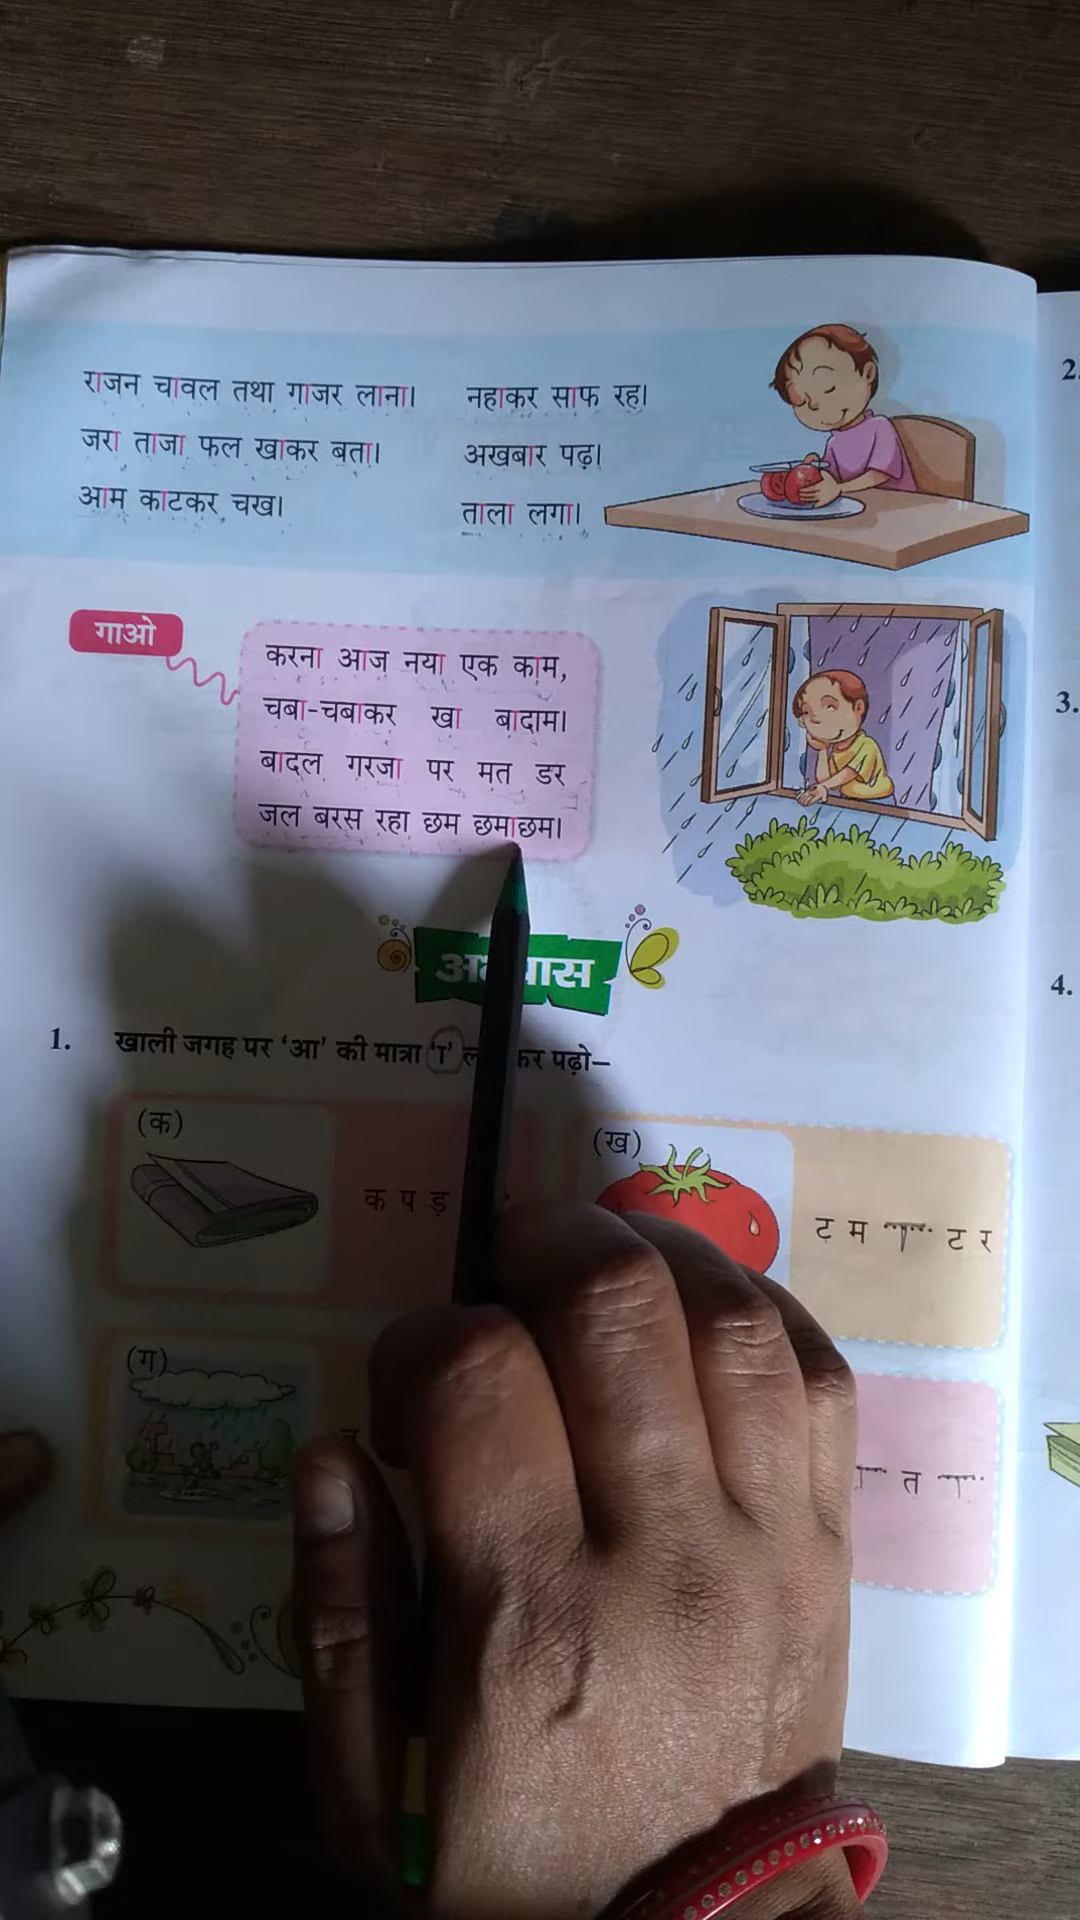 राजन चावल तथा गाजर लाना।
जरा ताजा फल खाकर बता।
आम काटकर चख।
नहाकर साफ रह।
अखबार पढ़।
ताला लगा।
गाओ
करना आज नया एक काम,
चबा-चबाकर खा बादाम।
बादल गरजा पर मत डर
जल बरस रहा छम छमाछम।
1. खाली जगह पर ‘आ’ की मात्रा ‘ा’ कर पढ़ो–
(क)
क प ड़
(ख)
ट म ा ट र
(ग)
त ा
2.
3.
4.